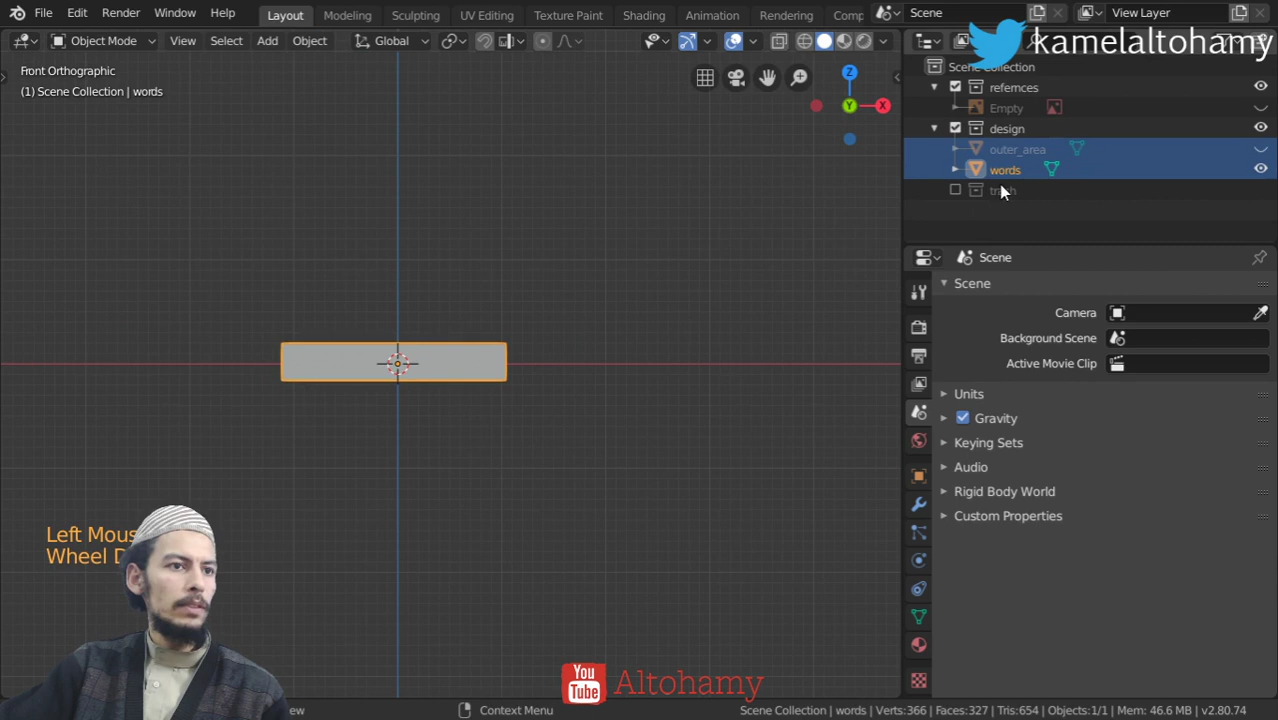 File Edit Render Window Help Layout Modeling Sculpting UV Editing Texture Paint Shading Animation Rendering Comp Scene View Layer
Object Mode View Select Add Object Global kamelaltohamy
Front Orthographic
(1) Scene Collection | words
Z
Y X
Scene Collection
refernces
Empty
design
outer_area
words
Scene
Scene
Camera
Background Scene
Active Movie Clip
Units
Gravity
Keying Sets
Audio
Rigid Body World
Custom Properties
Left Mous
Wheel D
You Tube Altohamy
ew Context Menu Scene Collection | words | Verts:366 | Faces:327 | Tris:654 | Objects:1/1 | Mem: 46.6 MB | v2.80.74